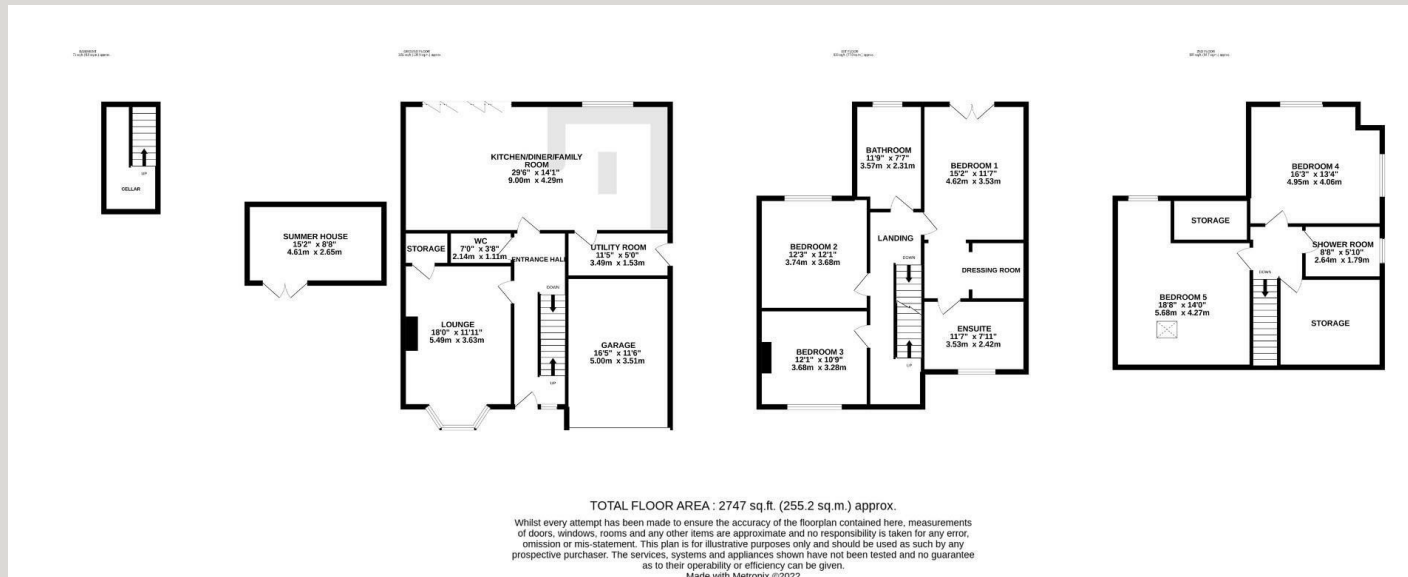 BASEMENT
GROUND FLOOR
1ST FLOOR
2ND FLOOR
UP
CELLAR
SUMMER HOUSE
15'2" x 8'8"
4.61m x 2.65m
KITCHEN/DINER/FAMILY
ROOM
29'6" x 14'1"
9.00m x 4.29m
STORAGE
WC
7'0" x 3'8"
2.14m x 1.11m
ENTRANCE HALL
UTILITY ROOM
11'5" x 5'0"
3.49m x 1.53m
DOWN
LOUNGE
18'0" x 11'11"
5.49m x 3.63m
GARAGE
16'5" x 11'6"
5.00m x 3.51m
UP
BATHROOM
11'9" x 7'7"
3.57m x 2.31m
BEDROOM 1
15'2" x 11'7"
4.62m x 3.53m
BEDROOM 2
12'3" x 12'1"
3.74m x 3.68m
LANDING
DOWN
DRESSING ROOM
BEDROOM 3
12'1" x 10'9"
3.68m x 3.28m
ENSUITE
11'7" x 7'11"
3.53m x 2.42m
UP
BEDROOM 4
16'3" x 13'4"
4.95m x 4.06m
STORAGE
SHOWER ROOM
8'8" x 5'10"
2.64m x 1.79m
DOWN
BEDROOM 5
18'8" x 14'0"
5.68m x 4.27m
STORAGE
TOTAL FLOOR AREA : 2747 sq.ft. (255.2 sq.m.) approx.
Whilst every attempt has been made to ensure the accuracy of the floorplan contained here, measurements
of doors, windows, rooms and any other items are approximate and no responsibility is taken for any error,
omission or mis-statement. This plan is for illustrative purposes only and should be used as such by any
prospective purchaser. The services, systems and appliances shown have not been tested and no guarantee
as to their operability or efficiency can be given.
Made with Metropix ©2022